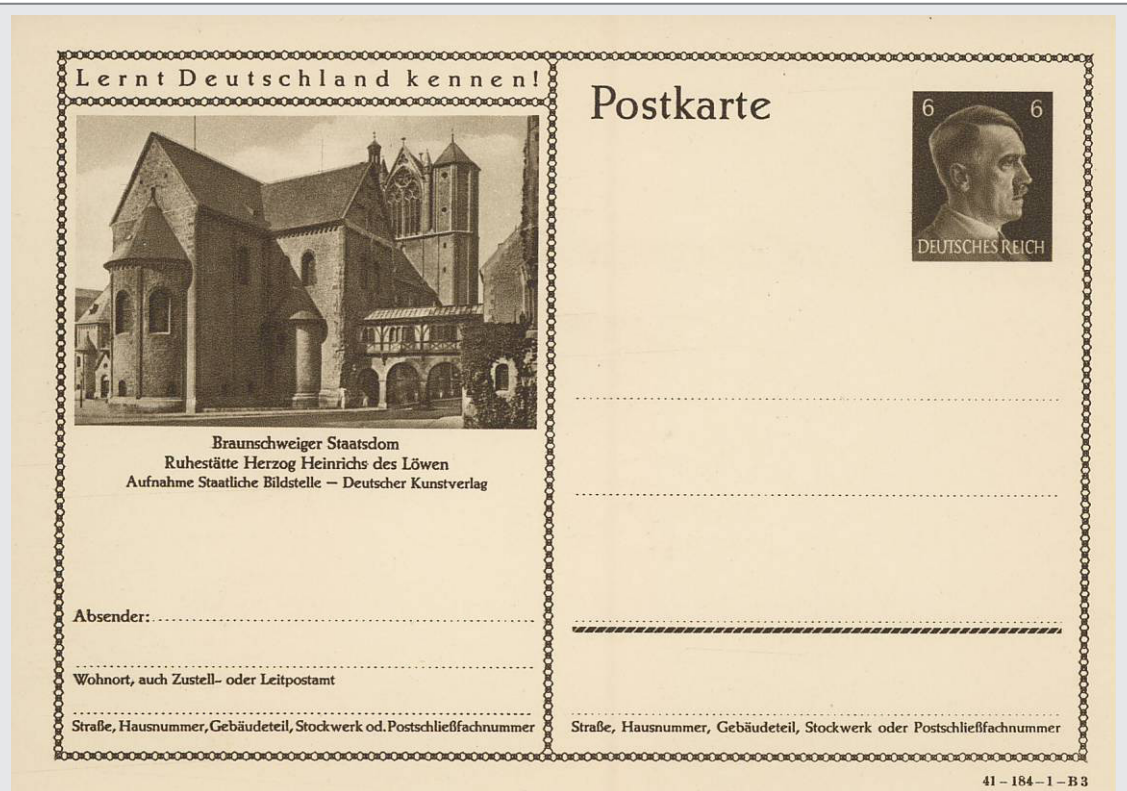 Lernt Deutschland kennen!
Braunschweiger Staatsdom
Ruhestätte Herzog Heinrichs des Löwen
Aufnahme Staatliche Bildstelle — Deutscher Kunstverlag
Absender:
Wohnort, auch Zustell- oder Leitpostamt
Straße, Hausnummer, Gebäudeteil, Stockwerk od. Postschließfachnummer
Postkarte
6 6
DEUTSCHES REICH
Straße, Hausnummer, Gebäudeteil, Stockwerk oder Postschließfachnummer
41 – 184 – 1 – B 3